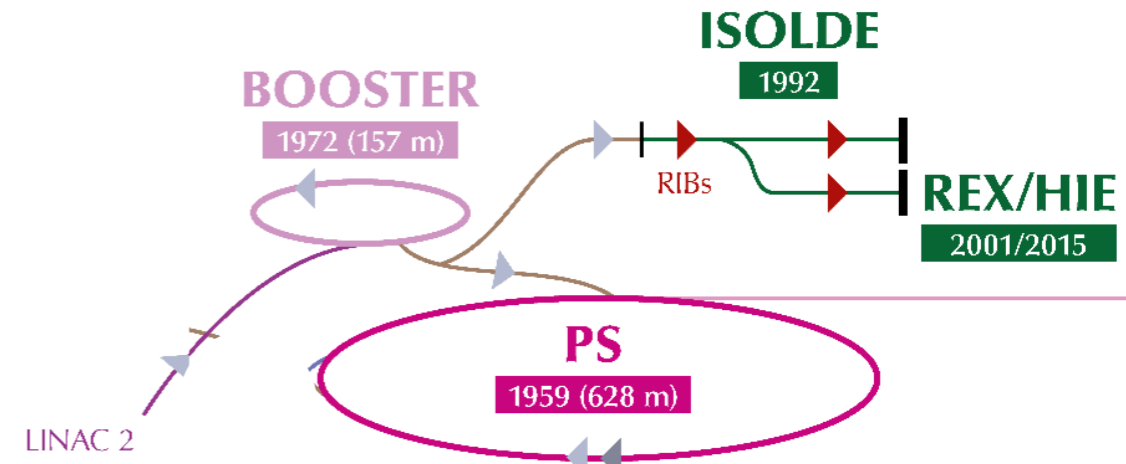 ISOLDE
1992
BOOSTER
1972 (157 m)
RIBs
REX/HIE
2001/2015
PS
1959 (628 m)
LINAC 2